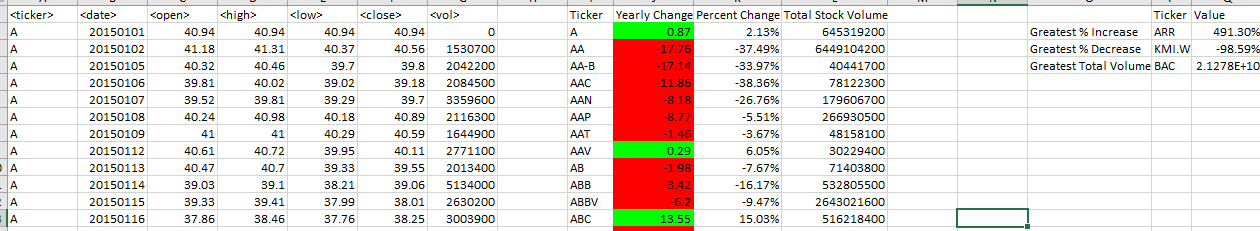 <ticker> <date> <open> <high> <low> <close> <vol> Ticker Yearly Change Percent Change Total Stock Volume Ticker Value
A 20150101 40.94 40.94 40.94 40.94 0 A 0.87 2.13% 645319200 Greatest % Increase ARR 491.30%
A 20150102 41.18 41.31 40.37 40.56 1530700 AA -17.76 -37.49% 6449104200 Greatest % Decrease KMI.W -98.59%
A 20150105 40.32 40.46 39.7 39.8 2042200 AA-B -17.14 -33.97% 40441700 Greatest Total Volume BAC 2.1278E+10
A 20150106 39.81 40.02 39.02 39.18 2084500 AAC -11.86 -38.36% 78122300
A 20150107 39.52 39.81 39.29 39.7 3359600 AAN -8.18 -26.76% 179606700
A 20150108 40.24 40.98 40.18 40.89 2116300 AAP -8.77 -5.51% 266930500
A 20150109 41 41 40.29 40.59 1644900 AAT -1.46 -3.67% 48158100
A 20150112 40.61 40.72 39.95 40.11 2771100 AAV 0.29 6.05% 30229400
A 20150113 40.47 40.7 39.33 39.55 2013400 AB -1.98 -7.67% 71403800
A 20150114 39.03 39.1 38.21 39.06 5134000 ABB -3.42 -16.17% 532805500
A 20150115 39.33 39.41 37.99 38.01 2630200 ABBV -6.2 -9.47% 2643021600
A 20150116 37.86 38.46 37.76 38.25 3003900 ABC 13.55 15.03% 516218400